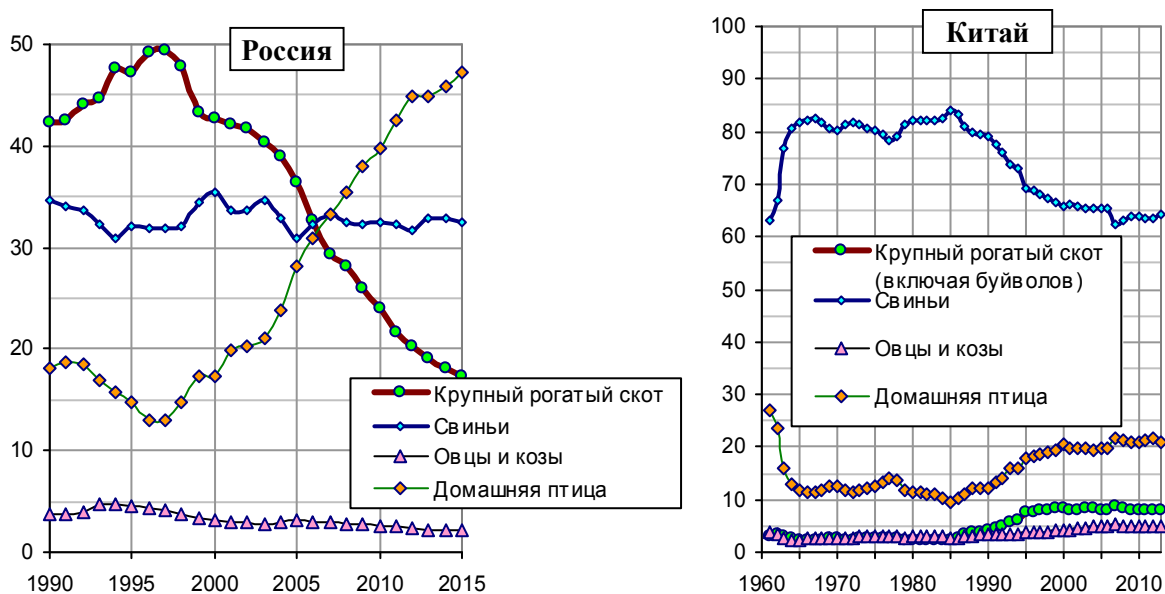 Россия
50
40
30
20
10
0
1990 1995 2000 2005 2010 2015
Крупный рогатый скот
Свиньи
Овцы и козы
Домашняя птица
Китай
100
90
80
70
60
50
40
30
20
10
0
1960 1970 1980 1990 2000 2010
Крупный рогатый скот
(включая буйволов)
Свиньи
Овцы и козы
Домашняя птица